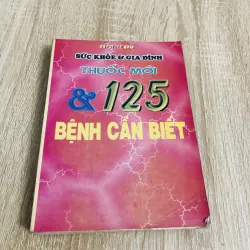 SỨC KHỎE & GIA ĐÌNH
THUỐC MỚI
& 125
BỆNH CẦN BIẾT